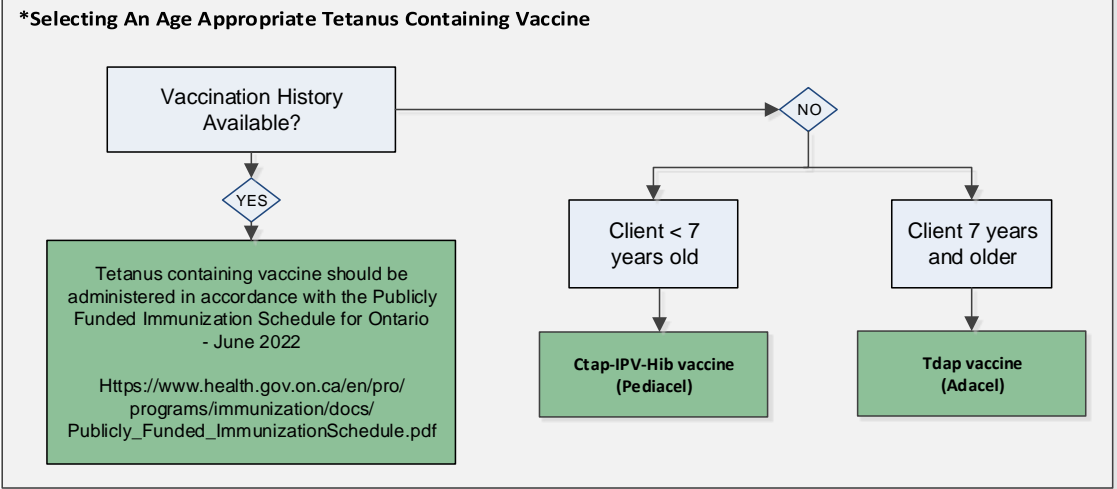 *Selecting An Age Appropriate Tetanus Containing Vaccine
Vaccination History
Available?
NO
YES
Client < 7
years old
Client 7 years
and older
Tetanus containing vaccine should be
administered in accordance with the Publicly
Funded Immunization Schedule for Ontario
- June 2022
Https://www.health.gov.on.ca/en/pro/
programs/immunization/docs/
Publicly_Funded_ImmunizationSchedule.pdf
Ctap-IPV-Hib vaccine
(Pediacel)
Tdap vaccine
(Adacel)